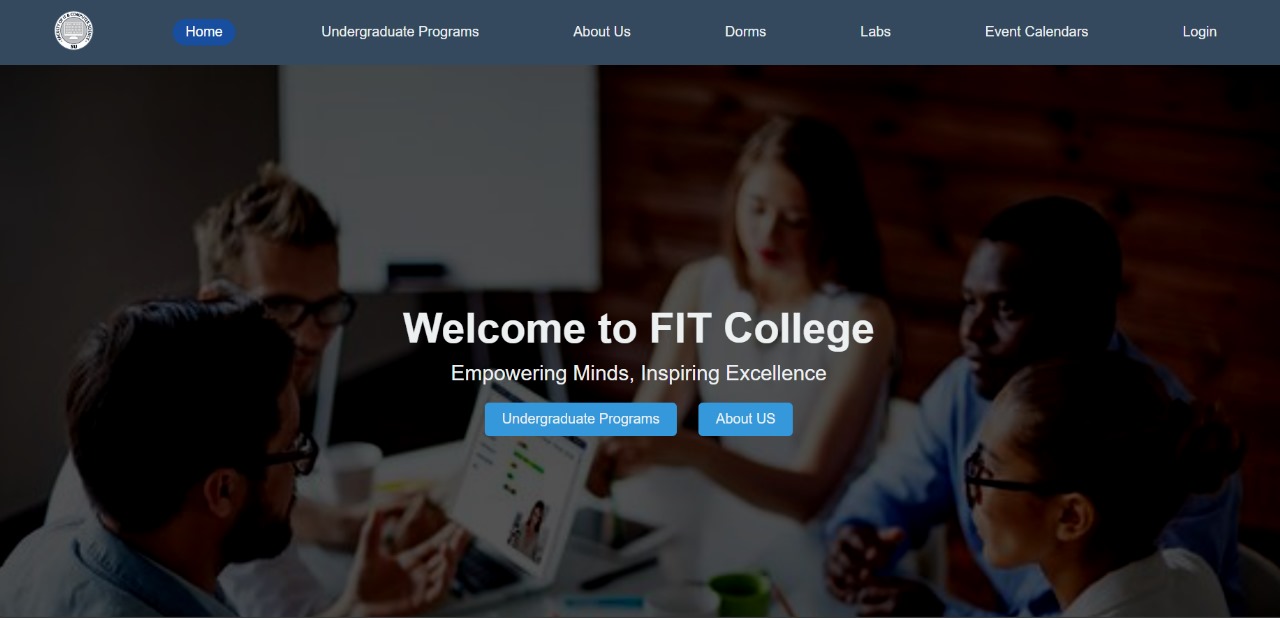 Home
Undergraduate Programs
About Us
Dorms
Labs
Event Calendars
Login
Welcome to FIT College
Empowering Minds, Inspiring Excellence
Undergraduate Programs
About US